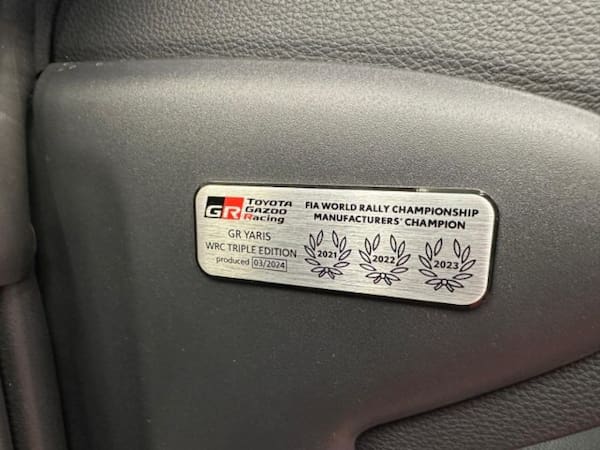 GR TOYOTA
GAZOO
Racing
GR YARIS
WRC TRIPLE EDITION
produced 03/2024
FIA WORLD RALLY CHAMPIONSHIP
MANUFACTURERS' CHAMPION
2021 2022 2023